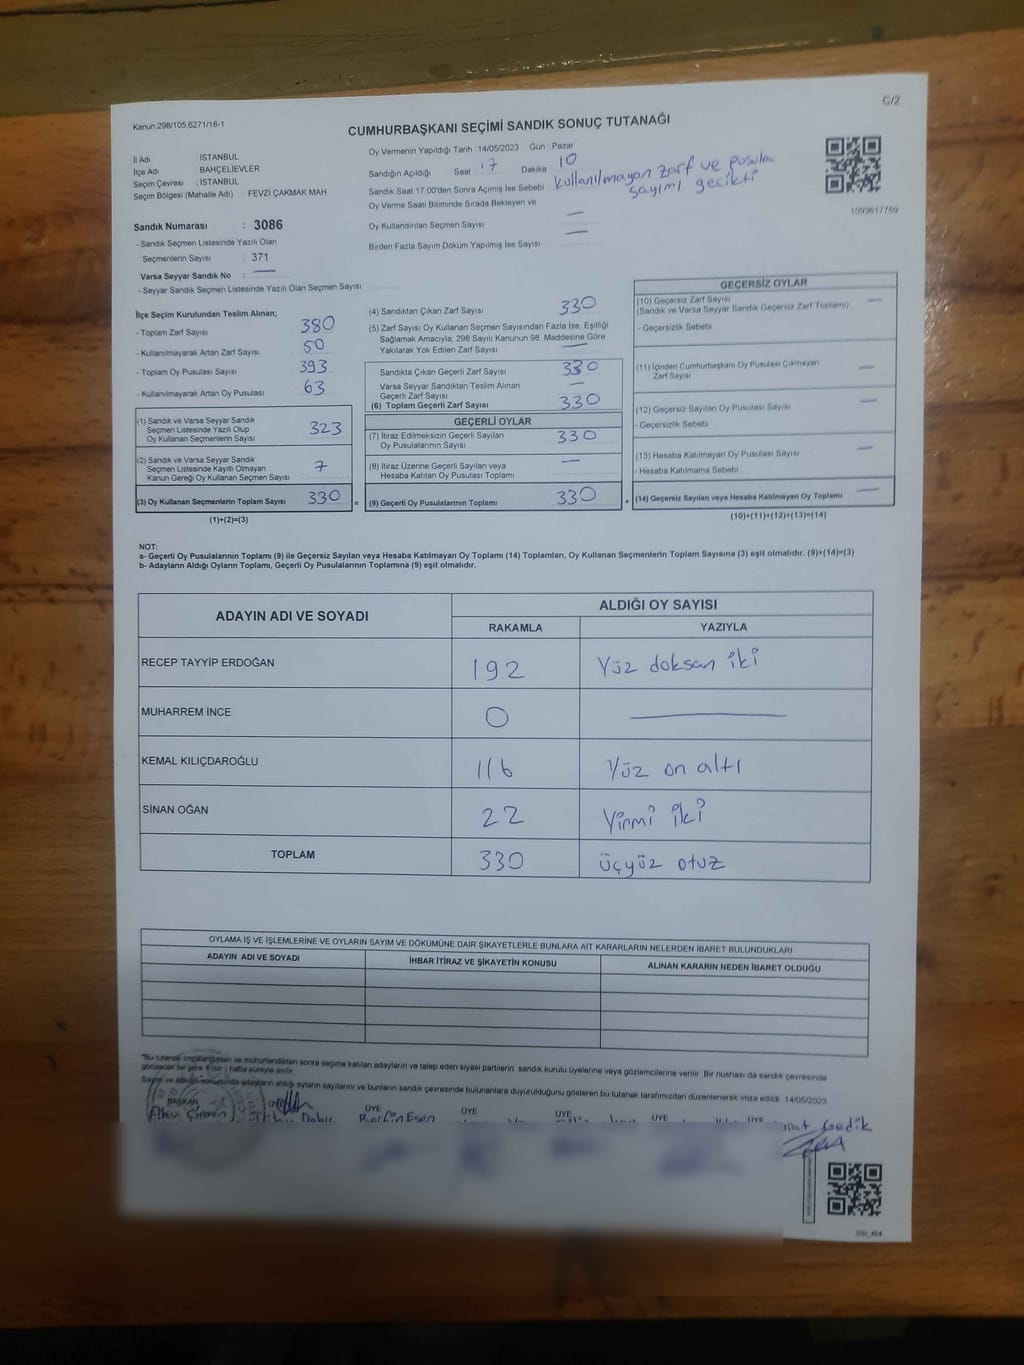 C/2
Kanun:298/105,6271/18-1
CUMHURBAŞKANI SEÇİMİ SANDIK SONUÇ TUTANAĞI
İl Adı : İSTANBUL
İlçe Adı : BAHÇELİEVLER
Seçim Çevresi : İSTANBUL
Seçim Bölgesi (Mahalle Adı) : FEVZİ ÇAKMAK MAH
Oy Vermenin Yapıldığı Tarih : 14/05/2023 Gün : Pazar
Sandığın Açıldığı Saat : 17 Dakika : 10
Sandık Saat 17:00'den Sonra Açımış İse Sebebi : kullanılmayan zarf ve pusula
sayımı gecikti
Oy Verme Saati Bitiminde Sırada Bekleyen ve
Oy Kullandırılan Seçmen Sayısı : —
Birden Fazla Sayım Döküm Yapılmış İse Sayısı : —
1093617769
Sandık Numarası : 3086
- Sandık Seçmen Listesinde Yazılı Olan
Seçmenlerin Sayısı : 371
Varsa Seyyar Sandık No : —
- Seyyar Sandık Seçmen Listesinde Yazılı Olan Seçmen Sayısı :
İlçe Seçim Kurulundan Teslim Alınan;
- Toplam Zarf Sayısı : 380
- Kullanılmayarak Artan Zarf Sayısı : 50
- Toplam Oy Pusulası Sayısı : 393
- Kullanılmayarak Artan Oy Pusulası : 63
(1) Sandık ve Varsa Seyyar Sandık
Seçmen Listesinde Yazılı Olup
Oy Kullanan Seçmenlerin Sayısı : 323
(2) Sandık ve Varsa Seyyar Sandık
Seçmen Listesinde Kayıtlı Olmayan
Kanun Gereği Oy Kullanan Seçmen Sayısı : 7
(3) Oy Kullanan Seçmenlerin Toplam Sayısı : 330 =
(1)+(2)=(3)
(4) Sandıktan Çıkan Zarf Sayısı : 330
(5) Zarf Sayısı Oy Kullanan Seçmen Sayısından Fazla İse, Eşitliği
Sağlamak Amacıyla; 298 Sayılı Kanunun 98. Maddesine Göre
Yakılarak Yok Edilen Zarf Sayısı : —
Sandıkta Çıkan Geçerli Zarf Sayısı : 330
Varsa Seyyar Sandıktan Teslim Alınan
Geçerli Zarf Sayısı : —
(6) Toplam Geçerli Zarf Sayısı : 330
GEÇERLİ OYLAR
(7) İtiraz Edilmeksizin Geçerli Sayılan
Oy Pusulalarının Sayısı : 330
(8) İtiraz Üzerine Geçerli Sayılan veya
Hesaba Katılan Oy Pusulası Toplamı : —
(9) Geçerli Oy Pusulalarının Toplamı : 330 +
GEÇERSİZ OYLAR
(10) Geçersiz Zarf Sayısı : —
(Sandık ve Varsa Seyyar Sandık Geçersiz Zarf Toplamı)
- Geçersizlik Sebebi
(11) İçinden Cumhurbaşkanı Oy Pusulası Çıkmayan
Zarf Sayısı : —
(12) Geçersiz Sayılan Oy Pusulası Sayısı : —
- Geçersizlik Sebebi
(13) Hesaba Katılmayan Oy Pusulası Sayısı : —
- Hesaba Katılmama Sebebi
(14) Geçersiz Sayılan veya Hesaba Katılmayan Oy Toplamı : —
(10)+(11)+(12)+(13)=(14)
NOT:
a- Geçerli Oy Pusulalarının Toplamı (9) ile Geçersiz Sayılan veya Hesaba Katılmayan Oy Toplamı (14) Toplamları, Oy Kullanan Seçmenlerin Toplam Sayısına (3) eşit olmalıdır. (9)+(14)=(3)
b- Adayların Aldığı Oyların Toplamı, Geçerli Oy Pusulalarının Toplamına (9) eşit olmalıdır.
ADAYIN ADI VE SOYADI ALDIĞI OY SAYISI
RAKAMLA YAZIYLA
RECEP TAYYİP ERDOĞAN 192 Yüz doksan iki
MUHARREM İNCE 0 —
KEMAL KILIÇDAROĞLU 116 Yüz on altı
SİNAN OĞAN 22 Yirmi iki
TOPLAM 330 üçyüz otuz
OYLAMA İŞ VE İŞLEMLERİNE VE OYLARIN SAYIM VE DÖKÜMÜNE DAİR ŞİKAYETLERLE BUNLARA AİT KARARLARIN NELERDEN İBARET BULUNDUKLARI
ADAYIN ADI VE SOYADI İHBAR İTİRAZ VE ŞİKAYETİN KONUSU ALINAN KARARIN NEDEN İBARET OLDUĞU
"Bu tutanak imzalandıktan ve mühürlendikten sonra seçime katılan adayların ve talep eden siyasi partilerin sandık kurulu üyelerine veya gözlemcilerine verilir. Bir nüshası da sandık çevresinde
görülecek bir yere hafta süreyle asılır.
Sayım ve döküm sonucunda adayların aldığı oyların sayılarını ve bunların sandık çevresinde bulunanlara duyurulduğunu gösteren bu tutanak tarafımızdan düzenlenerek imza edildi. 14/05/2023
BAŞKAN ÜYE ÜYE ÜYE ÜYE ÜYE
Esen Gedik